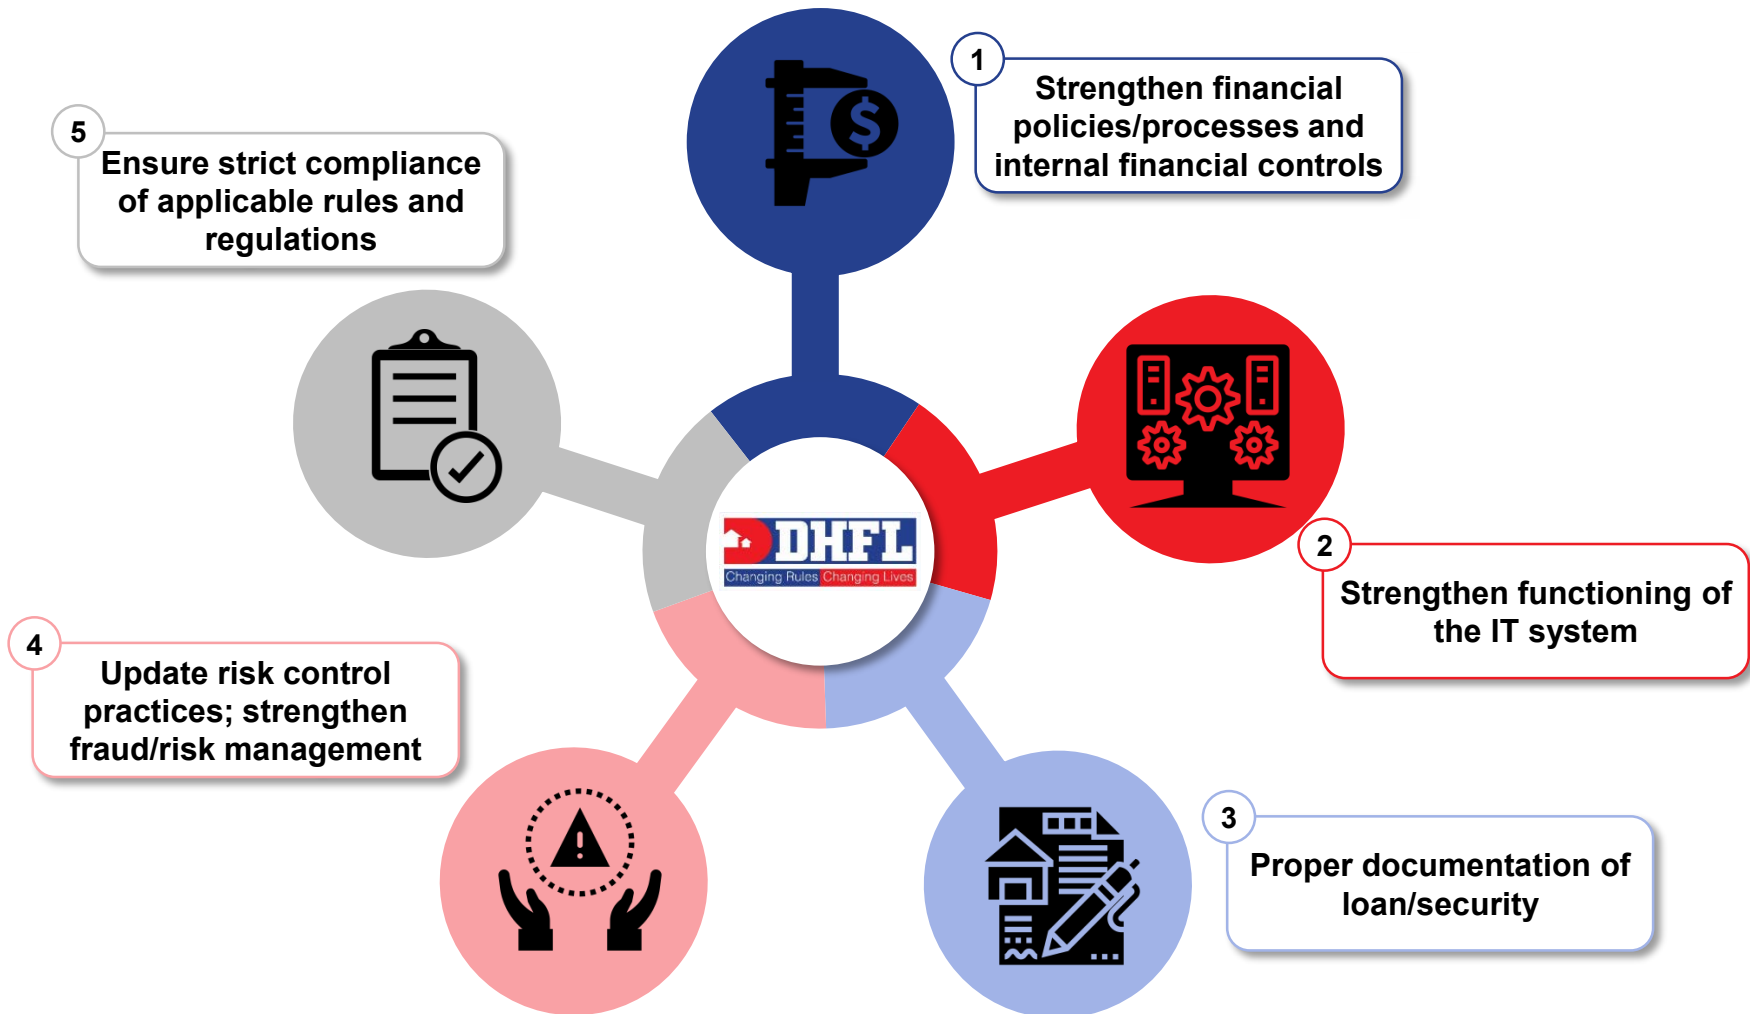 1
Strengthen financial
policies/processes and
internal financial controls
2
Strengthen functioning of
the IT system
3
Proper documentation of
loan/security
4
Update risk control
practices; strengthen
fraud/risk management
5
Ensure strict compliance
of applicable rules and
regulations
$
DHFL
Changing Rules Changing Lives